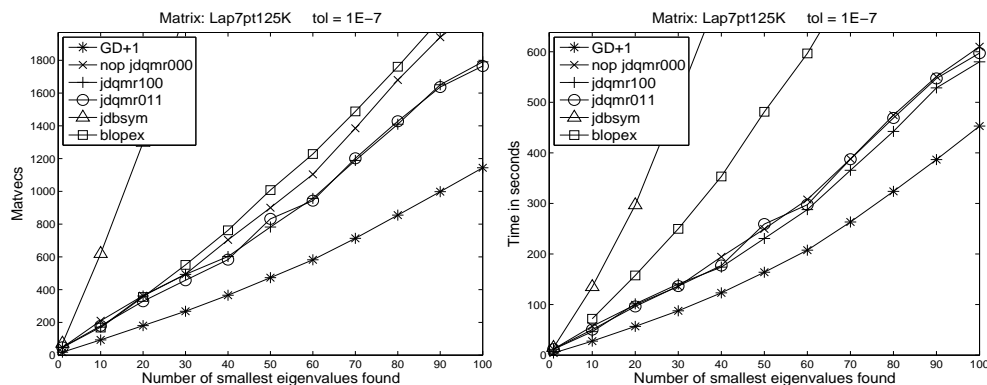 Matrix: Lap7pt125K tol = 1E-7
GD+1
nop jdqmr000
jdqmr100
jdqmr011
jdbsym
blopex
Matvecs
1800
1600
1400
1200
1000
800
600
400
200
0
0 10 20 30 40 50 60 70 80 90 100
Number of smallest eigenvalues found
Matrix: Lap7pt125K tol = 1E-7
GD+1
nop jdqmr000
jdqmr100
jdqmr011
jdbsym
blopex
Time in seconds
600
500
400
300
200
100
0
0 10 20 30 40 50 60 70 80 90 100
Number of smallest eigenvalues found